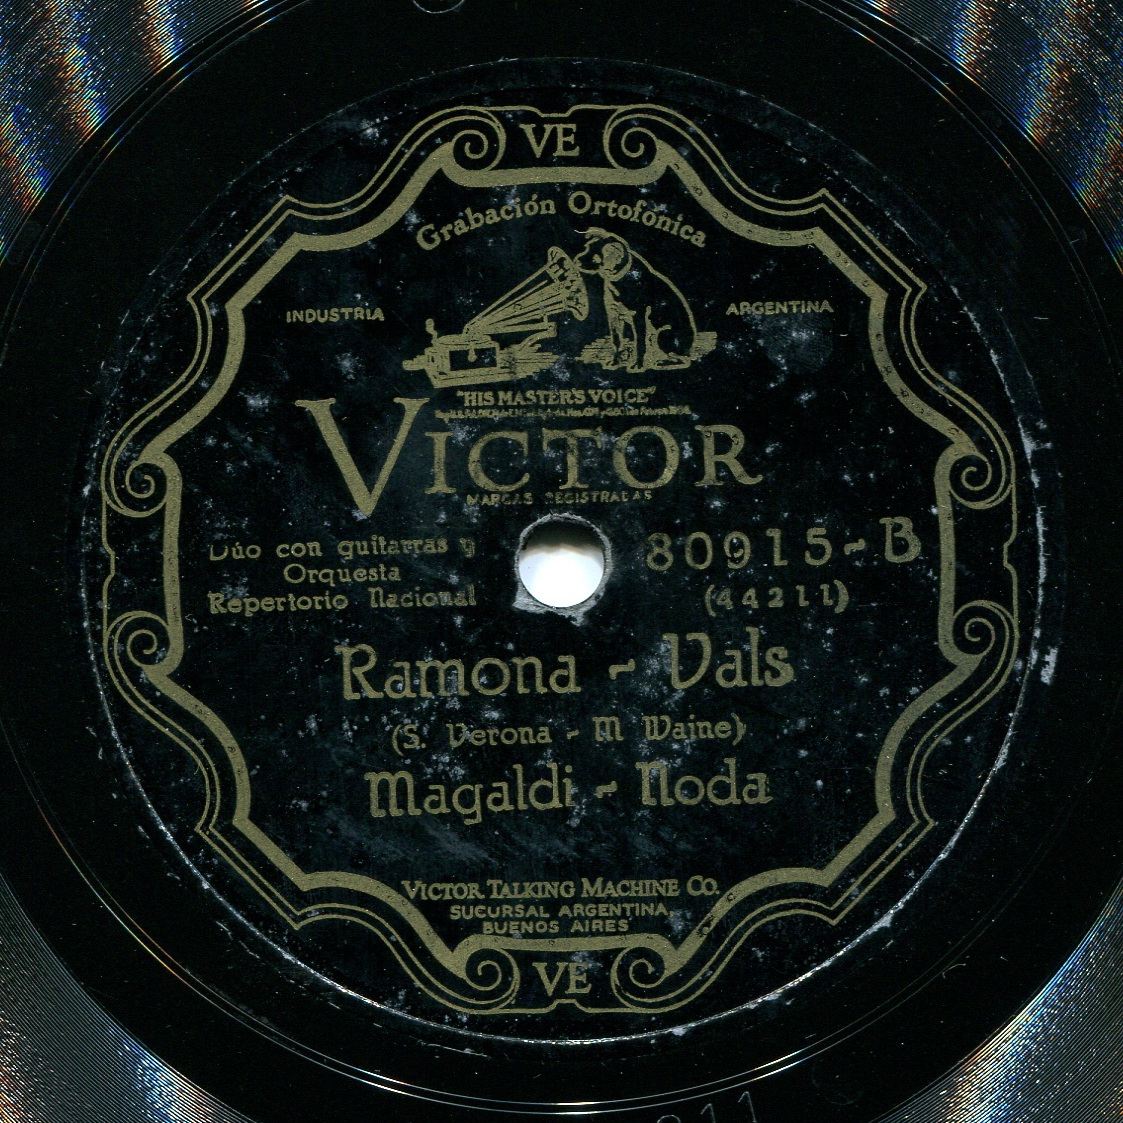 VE
Grabación Ortofónica
INDUSTRIA
ARGENTINA
"HIS MASTER'S VOICE"
VICTOR
MARCAS REGISTRADAS
Dúo con guitarras y
Orquesta
Repertorio Nacional
80915-B
(44211)
Ramona - Vals
(S. Verona - M Waine)
Magaldi - Noda
VICTOR TALKING MACHINE CO.
SUCURSAL ARGENTINA,
BUENOS AIRES
VE